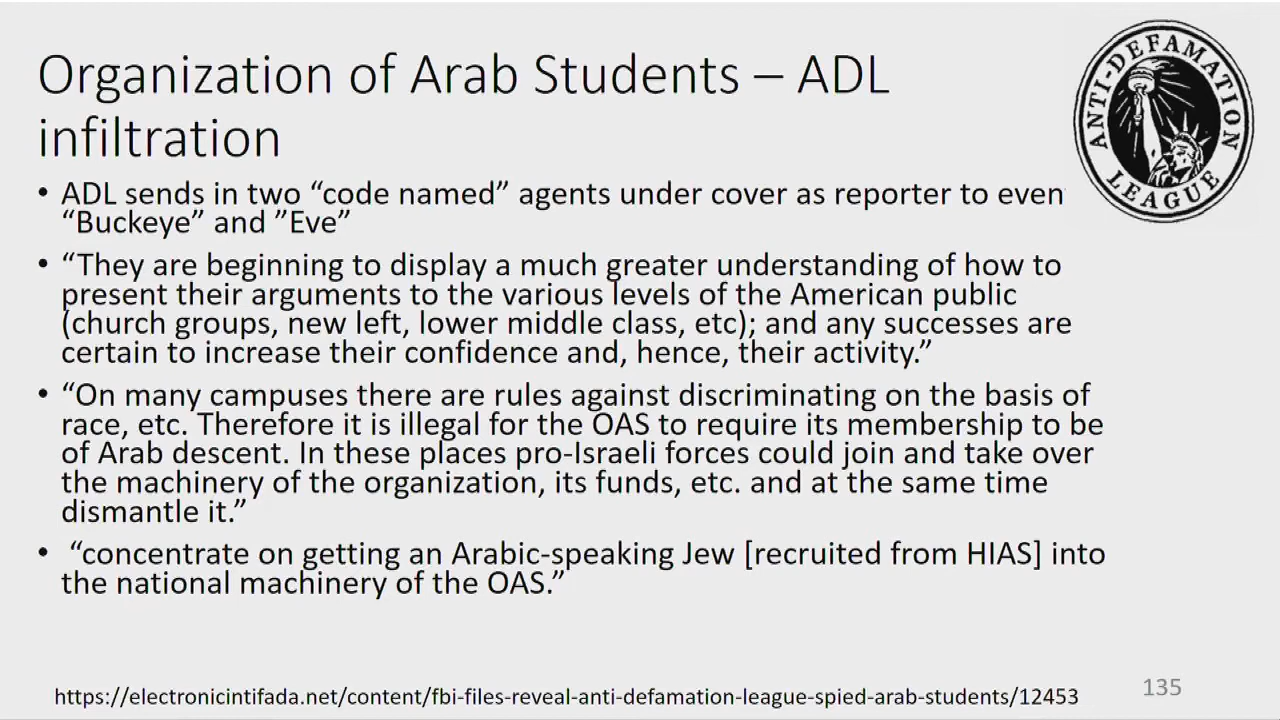 Organization of Arab Students – ADL
infiltration
ANTI-DEFAMATION
LEAGUE
• ADL sends in two “code named” agents under cover as reporter to even
“Buckeye” and ”Eve”
• “They are beginning to display a much greater understanding of how to
present their arguments to the various levels of the American public
(church groups, new left, lower middle class, etc); and any successes are
certain to increase their confidence and, hence, their activity.”
• “On many campuses there are rules against discriminating on the basis of
race, etc. Therefore it is illegal for the OAS to require its membership to be
of Arab descent. In these places pro-Israeli forces could join and take over
the machinery of the organization, its funds, etc. and at the same time
dismantle it.”
• “concentrate on getting an Arabic-speaking Jew [recruited from HIAS] into
the national machinery of the OAS.”
https://electronicintifada.net/content/fbi-files-reveal-anti-defamation-league-spied-arab-students/12453
135